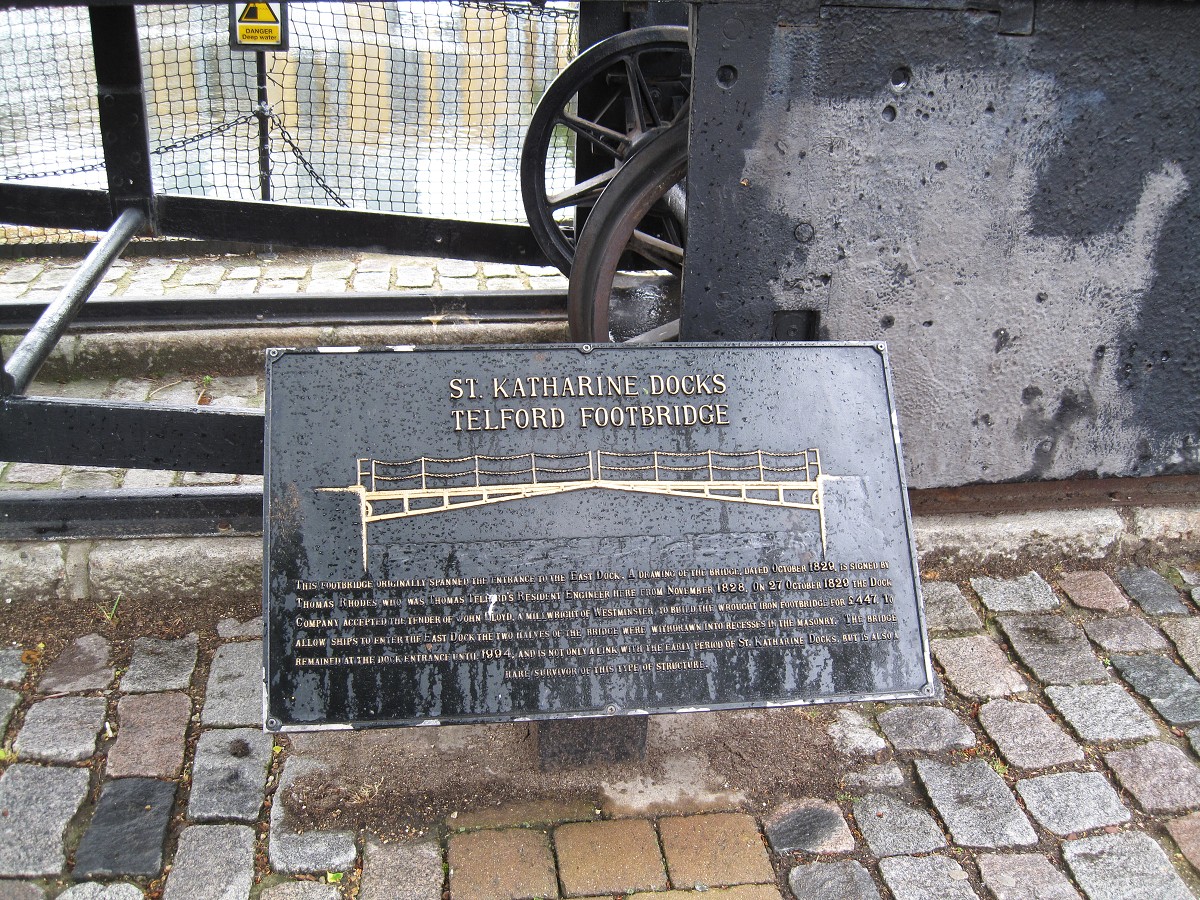 DANGER
Deep water
ST. KATHARINE DOCKS
TELFORD FOOTBRIDGE
THIS FOOTBRIDGE ORIGINALLY SPANNED THE ENTRANCE TO THE EAST DOCK. A DRAWING OF THE BRIDGE, DATED OCTOBER 1829, IS SIGNED BY
THOMAS RHODES WHO WAS THOMAS TELFORD'S RESIDENT ENGINEER HERE FROM NOVEMBER 1828. ON 27 OCTOBER 1829 THE DOCK
COMPANY ACCEPTED THE TENDER OF JOHN LLOYD, A MILLWRIGHT OF WESTMINSTER, TO BUILD THE WROUGHT IRON FOOTBRIDGE FOR £447. TO
ALLOW SHIPS TO ENTER THE EAST DOCK THE TWO HALVES OF THE BRIDGE WERE WITHDRAWN INTO RECESSES IN THE MASONRY. THE BRIDGE
REMAINED AT THE DOCK ENTRANCE UNTIL 1994, AND IS NOT ONLY A LINK WITH THE EARLY PERIOD OF ST. KATHARINE DOCKS, BUT IS ALSO A
RARE SURVIVOR OF THIS TYPE OF STRUCTURE.